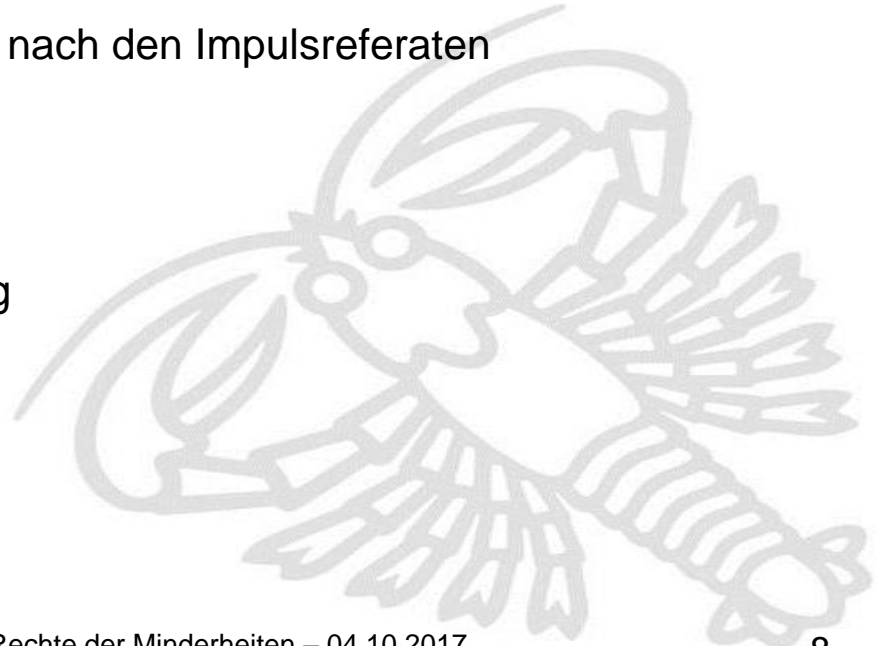 nach den Impulsreferaten
g
Rechte der Minderheiten – 04.10.2017
8